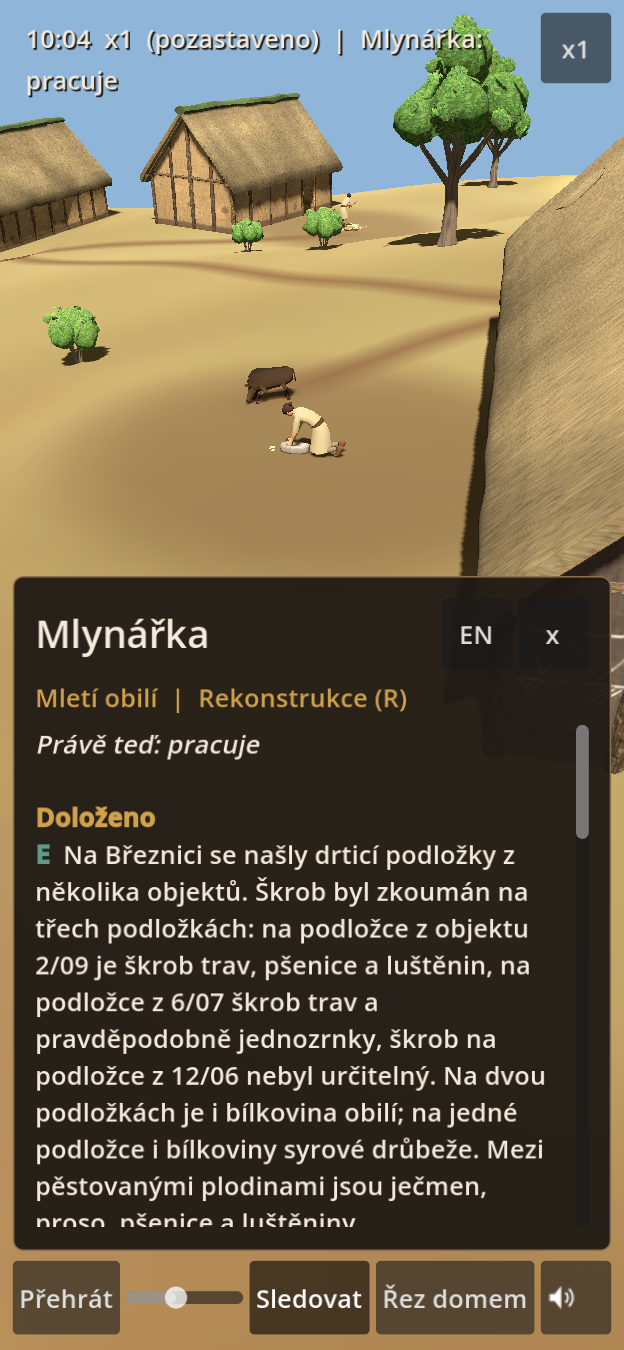 10:04 x1 (pozastaveno) | Mlynářka:
pracuje
x1
Mlynářka
EN
x
Mletí obilí | Rekonstrukce (R)
Právě teď: pracuje
Doloženo
E Na Březnici se našly drticí podložky z
několika objektů. Škrob byl zkoumán na
třech podložkách: na podložce z objektu
2/09 je škrob trav, pšenice a luštěnin, na
podložce z 6/07 škrob trav a
pravděpodobně jednozrnky, škrob na
podložce z 12/06 nebyl určitelný. Na dvou
podložkách je i bílkovina obilí; na jedné
podložce i bílkoviny syrové drůbeže. Mezi
pěstovanými plodinami jsou ječmen,
proso, pšenice a luštěniny
Přehrát
Sledovat
Řez domem